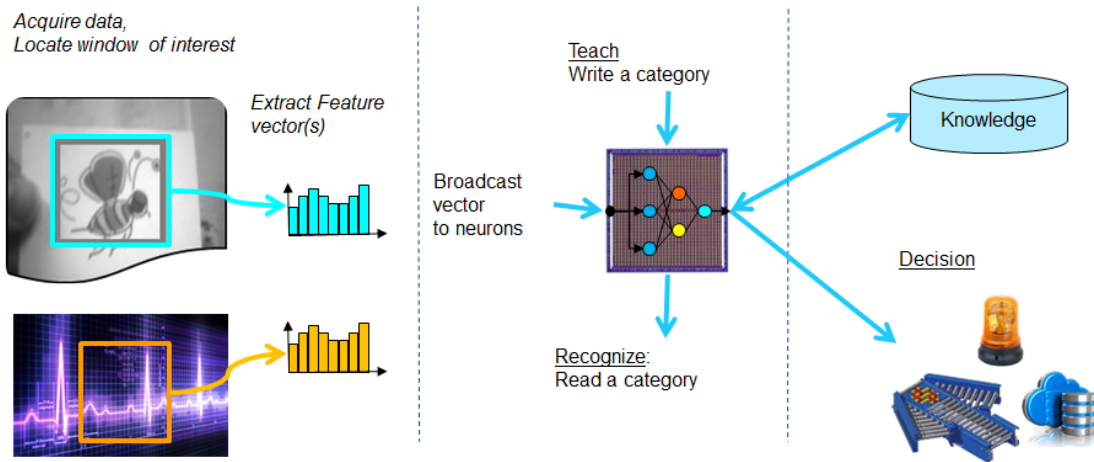 Acquire data,
Locate window of interest
Extract Feature
vector(s)
Broadcast
vector
to neurons
Teach
Write a category
Recognize:
Read a category
Knowledge
Decision